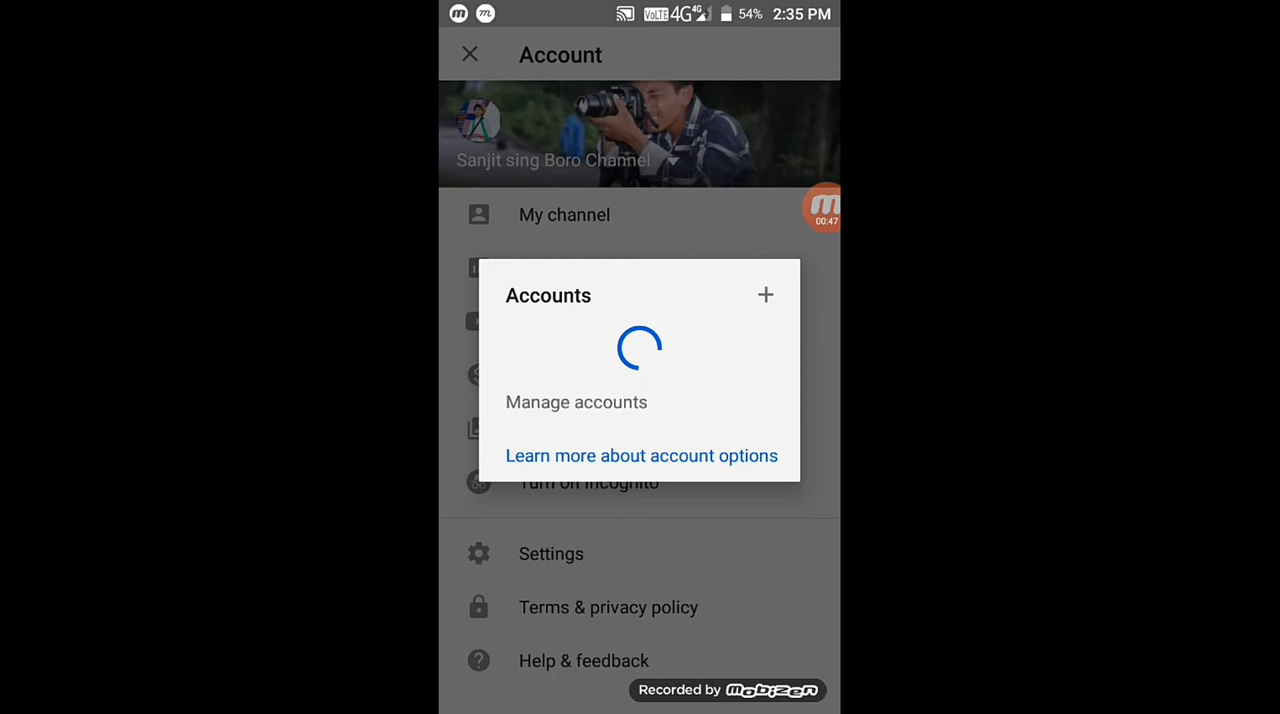 VoLTE 4G 4G 54% 2:35 PM
Account
Sanjit sing Boro Channel
My channel
00:47
Accounts
Manage accounts
Learn more about account options
Turn on Incognito
Settings
Terms & privacy policy
Help & feedback
Recorded by mobizen